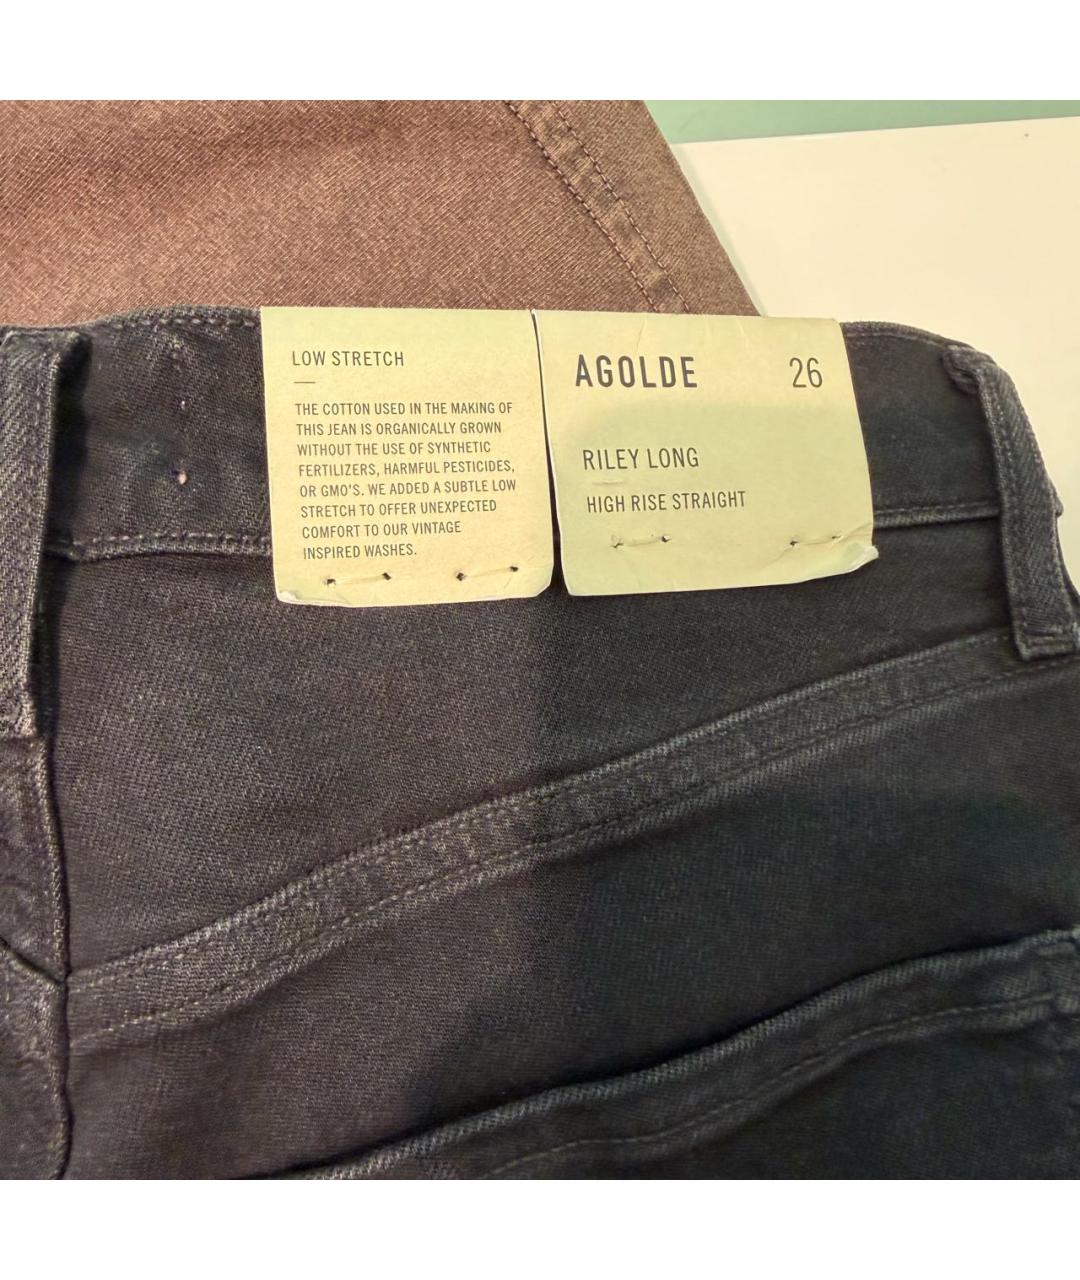 LOW STRETCH
THE COTTON USED IN THE MAKING OF
THIS JEAN IS ORGANICALLY GROWN
WITHOUT THE USE OF SYNTHETIC
FERTILIZERS, HARMFUL PESTICIDES,
OR GMO'S. WE ADDED A SUBTLE LOW
STRETCH TO OFFER UNEXPECTED
COMFORT TO OUR VINTAGE
INSPIRED WASHES.
AGOLDE 26
RILEY LONG
HIGH RISE STRAIGHT